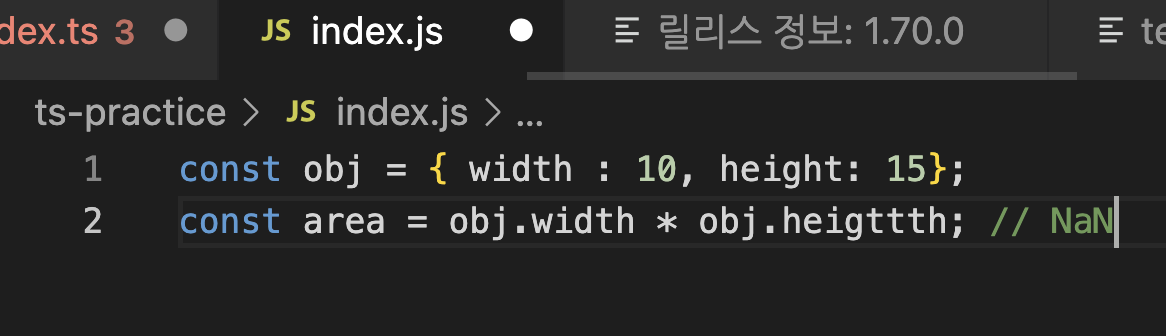 dex.ts 3 JS index.js 릴리스 정보: 1.70.0 te
ts-practice > JS index.js > ...
1 const obj = { width : 10, height: 15};
2 const area = obj.width * obj.heigttth; // NaN